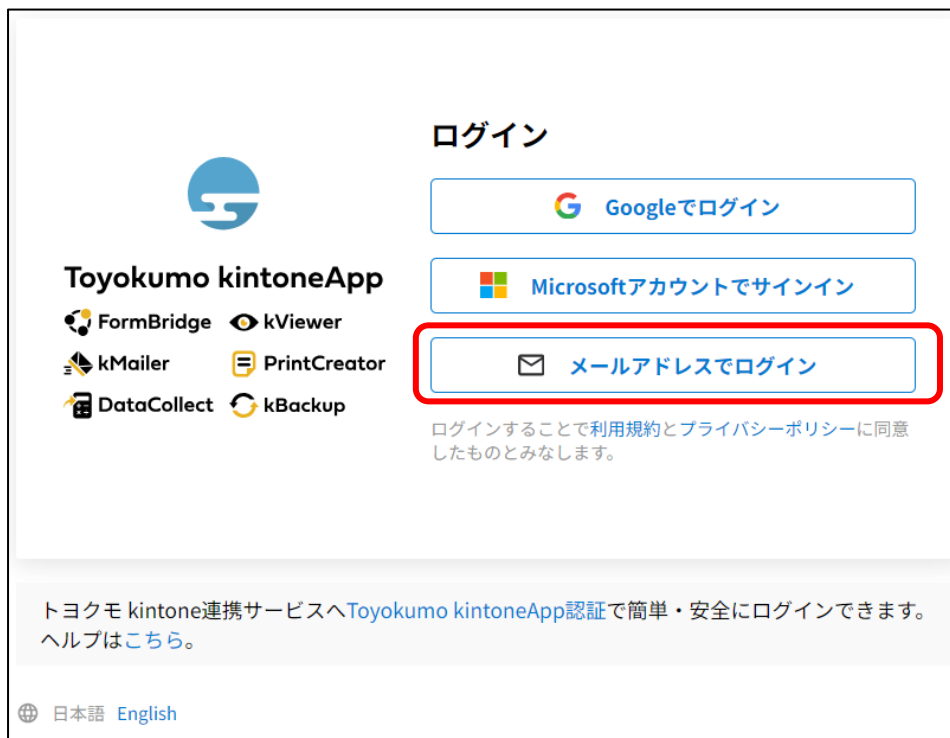 ログイン
Googleでログイン
Microsoftアカウントでサインイン
メールアドレスでログイン
ログインすることで利用規約とプライバシーポリシーに同意
したものとみなします。
Toyokumo kintoneApp
FormBridge kViewer
kMailer PrintCreator
DataCollect kBackup
トヨクモ kintone連携サービスへToyokumo kintoneApp認証で簡単・安全にログインできます。
ヘルプはこちら。
日本語 English